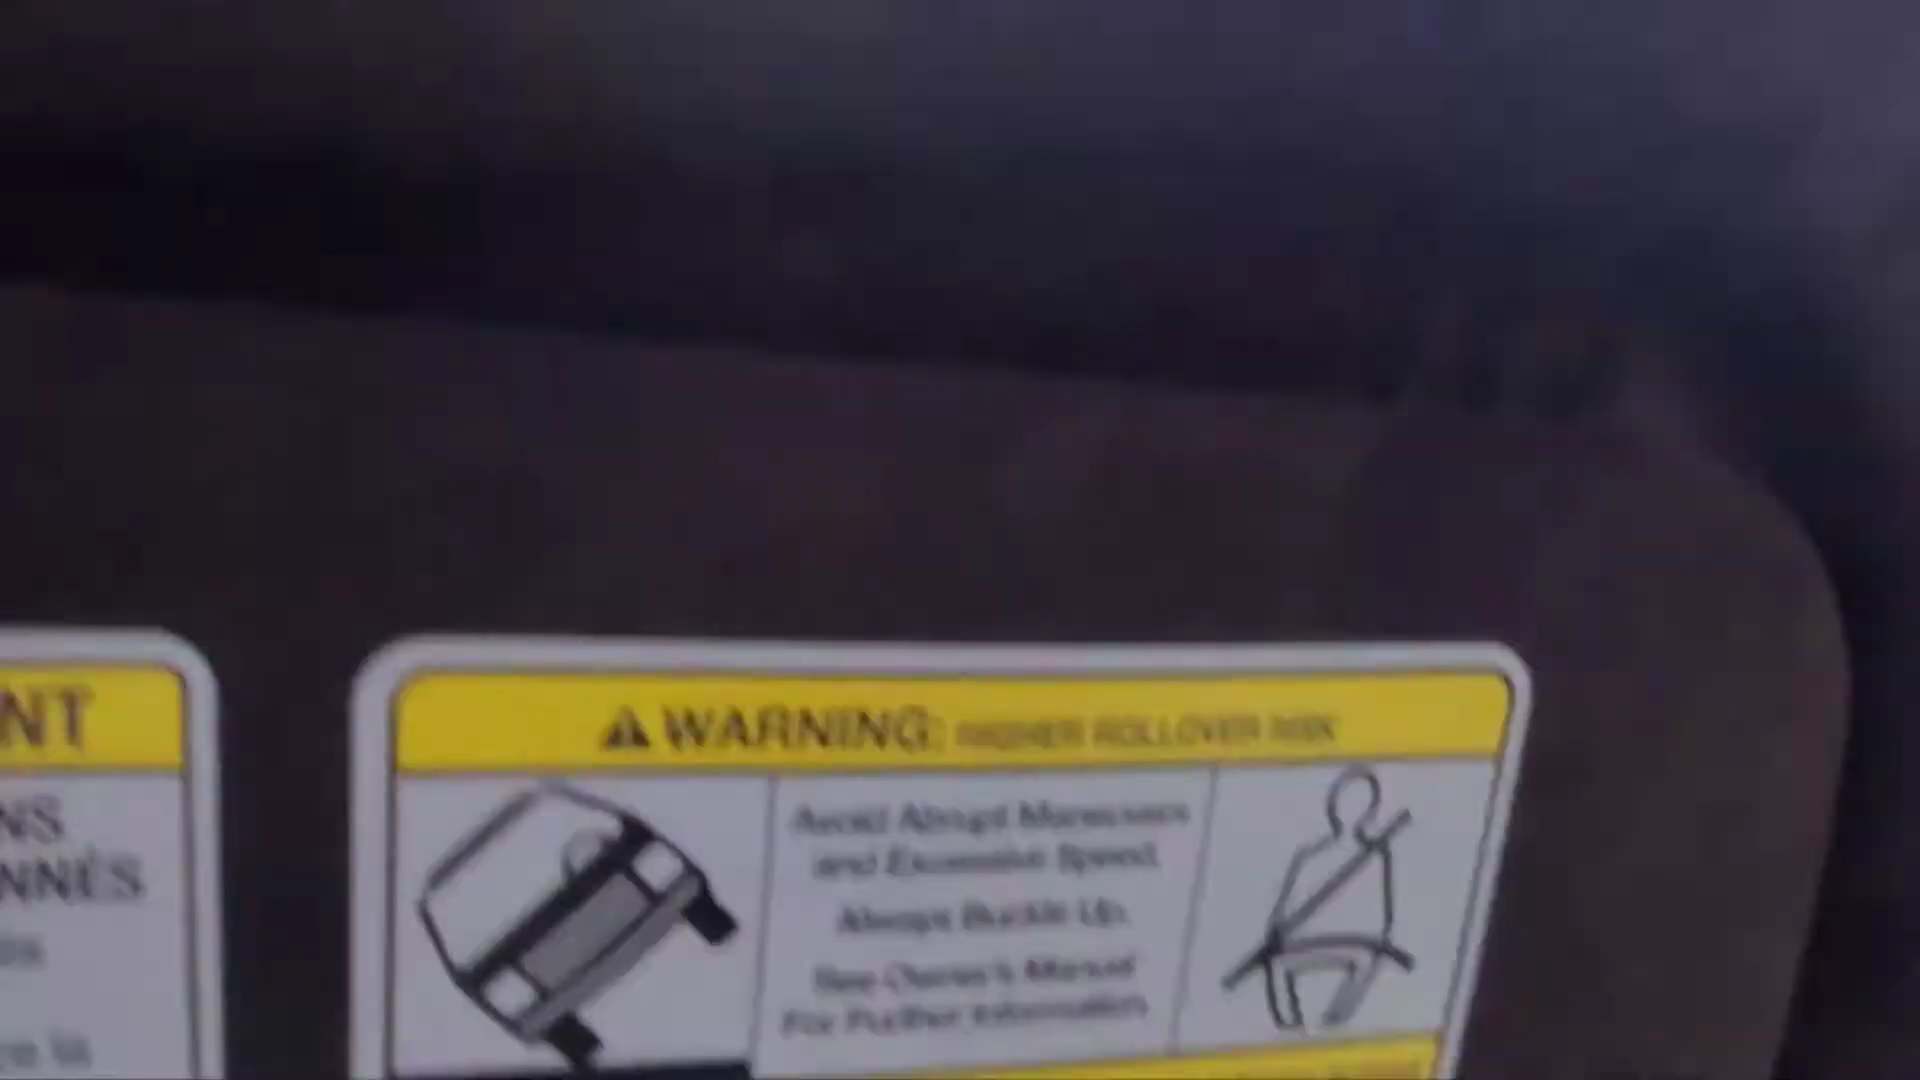 NT
NS
NNÉS
WARNING: HIGHER ROLLOVER RISK
Avoid Abrupt Maneuvers
and Excessive Speed.
Always Buckle Up.
See Owner's Manual
For Further Information.